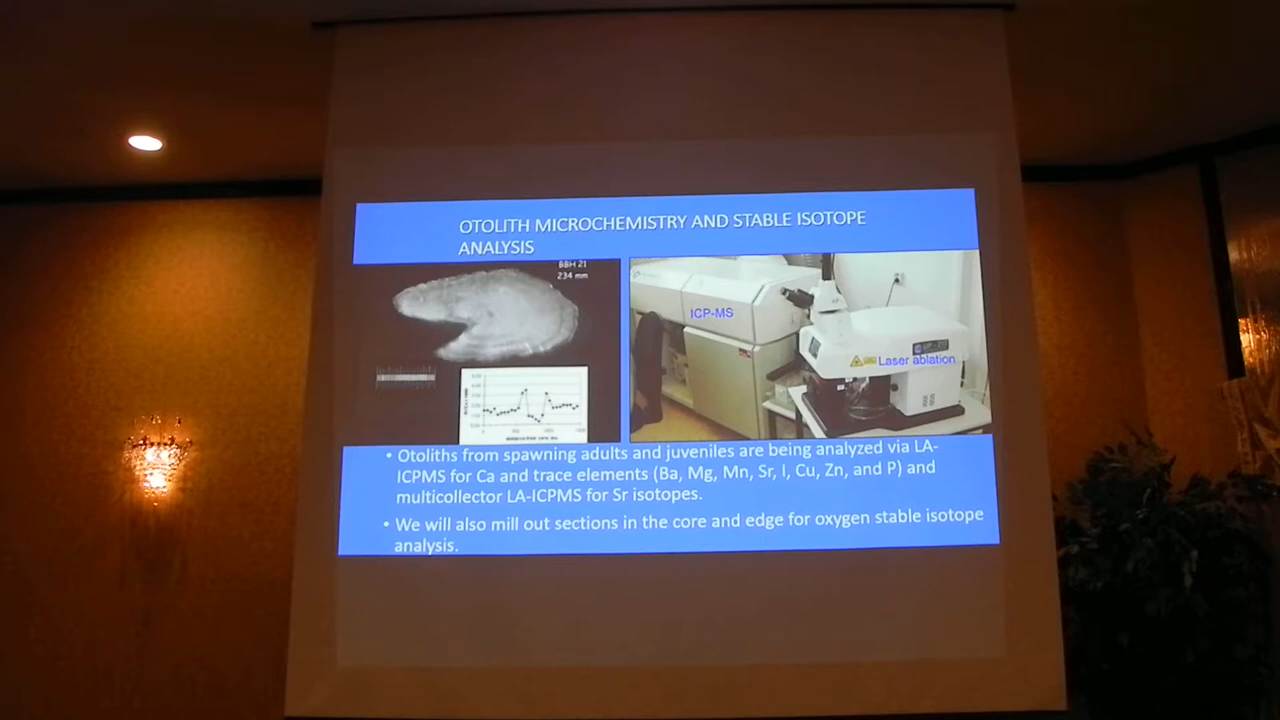 OTOLITH MICROCHEMISTRY AND STABLE ISOTOPE
ANALYSIS
BBH 21
234 mm
ICP-MS
Laser ablation
• Otoliths from spawning adults and juveniles are being analyzed via LA-
ICPMS for Ca and trace elements (Ba, Mg, Mn, Sr, I, Cu, Zn, and P) and
multicollector LA-ICPMS for Sr isotopes.
• We will also mill out sections in the core and edge for oxygen stable isotope
analysis.